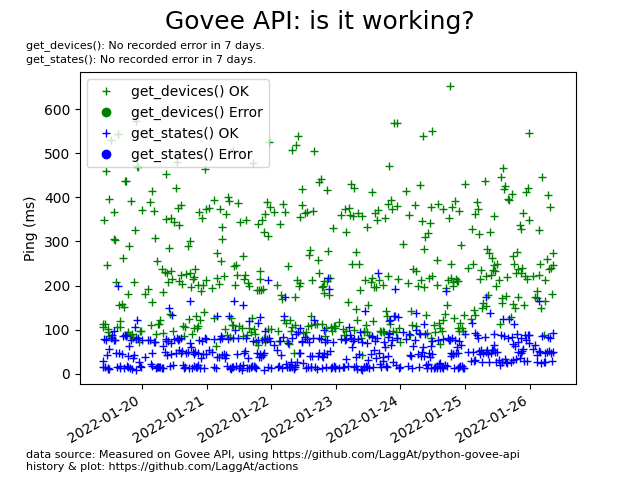 Govee API: is it working?
get_devices(): No recorded error in 7 days.
get_states(): No recorded error in 7 days.
get_devices() OK
get_devices() Error
get_states() OK
get_states() Error
Ping (ms)
600
500
400
300
200
100
0
2022-01-20
2022-01-21
2022-01-22
2022-01-23
2022-01-24
2022-01-25
2022-01-26
data source: Measured on Govee API, using https://github.com/LaggAt/python-govee-api
history & plot: https://github.com/LaggAt/actions